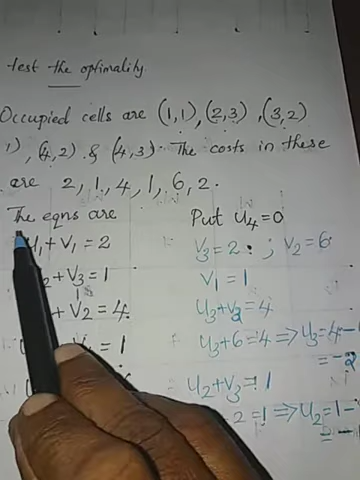 test the optimality.
Occupied cells are (1,1), (2,3), (3,2)
1), (4,2) & (4,3). The costs in these
are 2, 1, 4, 1, 6, 2.
The eqns are
U1 + V1 = 2
2 + V3 = 1
+ V2 = 4.
= 1
Put U4 = 0
V3 = 2 ; V2 = 6
V1 = 1
U3 + V2 = 4
U3 + 6 = 4 => U3 = 4 -
= -2
U2 + V3 = 1
2 = 1 => U2 = 1 -
= -